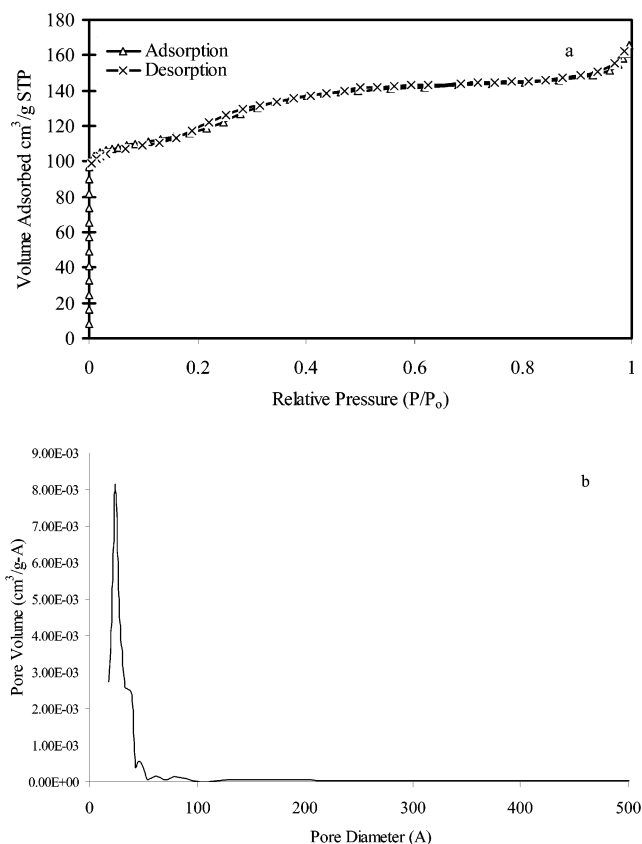 180
160
140
120
100
80
60
40
20
0
Volume Adsorbed cm³/g STP
Adsorption
Desorption
a
0 0.2 0.4 0.6 0.8 1
Relative Pressure (P/Pₒ)
9.00E-03
8.00E-03
7.00E-03
6.00E-03
5.00E-03
4.00E-03
3.00E-03
2.00E-03
1.00E-03
0.00E+00
Pore Volume (cm³/g-A)
b
0 100 200 300 400 500
Pore Diameter (A)